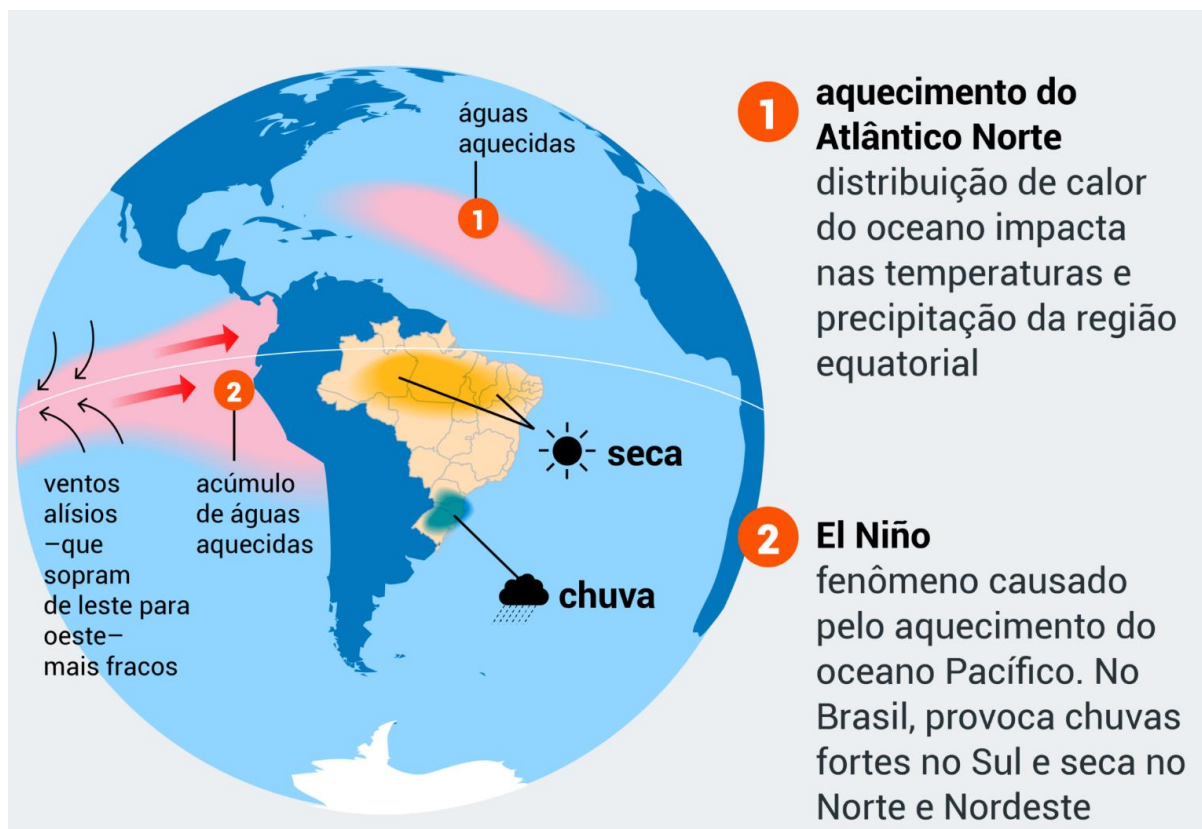 águas
aquecidas
1
2
ventos
alísios
–que
sopram
de leste para
oeste–
mais fracos
acúmulo
de águas
aquecidas
seca
chuva
1
aquecimento do
Atlântico Norte
distribuição de calor
do oceano impacta
nas temperaturas e
precipitação da região
equatorial
2
El Niño
fenômeno causado
pelo aquecimento do
oceano Pacífico. No
Brasil, provoca chuvas
fortes no Sul e seca no
Norte e Nordeste